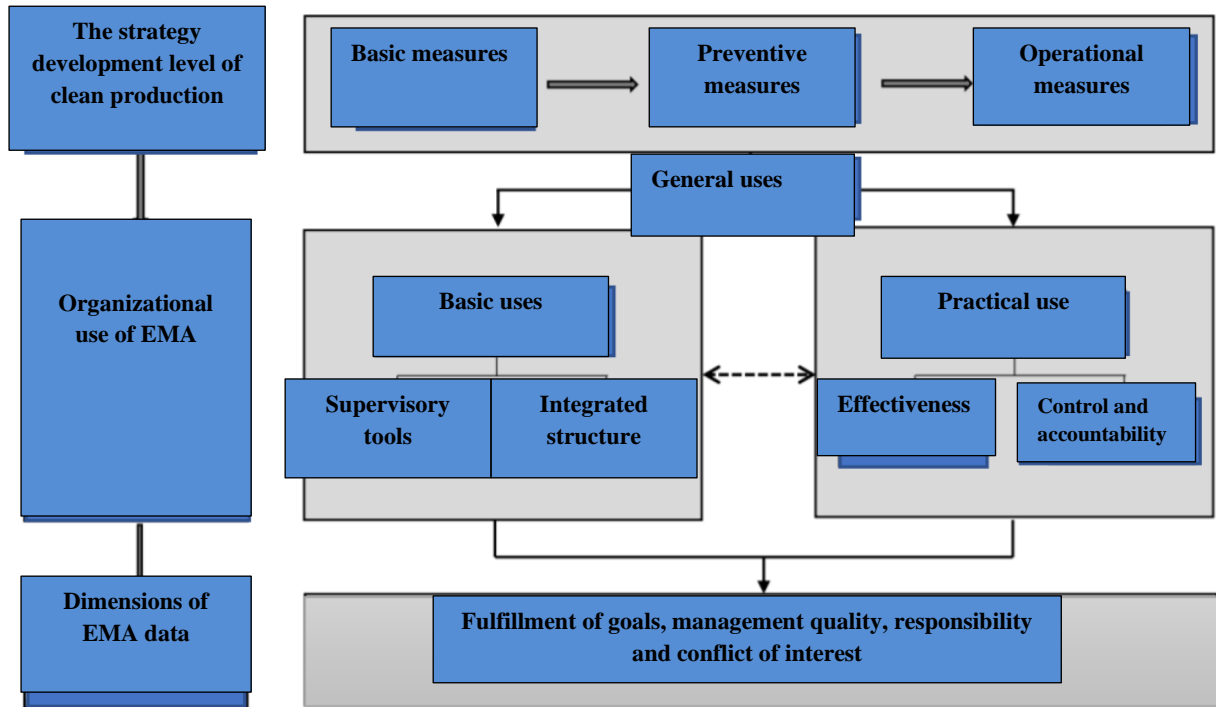 The strategy
development level of
clean production
Basic measures
Preventive
measures
Operational
measures
General uses
Organizational
use of EMA
Basic uses
Practical use
Supervisory
tools
Integrated
structure
Effectiveness
Control and
accountability
Dimensions of
EMA data
Fulfillment of goals, management quality, responsibility
and conflict of interest